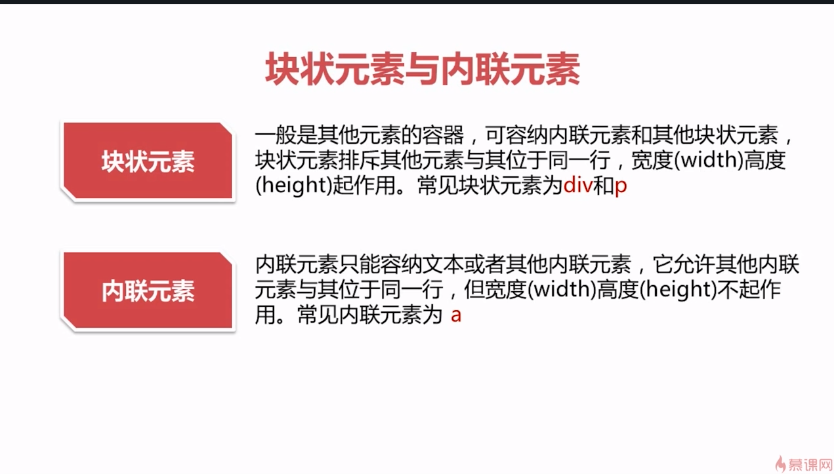 块状元素与内联元素
块状元素
一般是其他元素的容器，可容纳内联元素和其他块状元素，
块状元素排斥其他元素与其位于同一行，宽度(width)高度
(height)起作用。常见块状元素为div和p
内联元素
内联元素只能容纳文本或者其他内联元素，它允许其他内联
元素与其位于同一行，但宽度(width)高度(height)不起作
用。常见内联元素为 a
慕课网